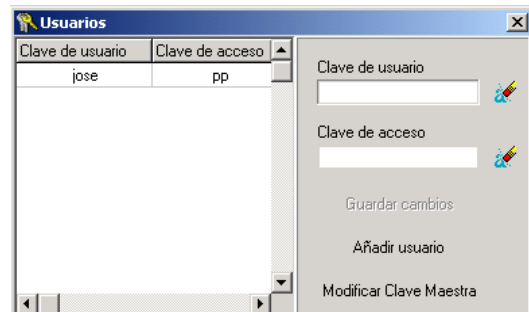 Usuarios
Clave de usuario Clave de acceso
jose pp
Clave de usuario
Clave de acceso
Guardar cambios
Añadir usuario
Modificar Clave Maestra